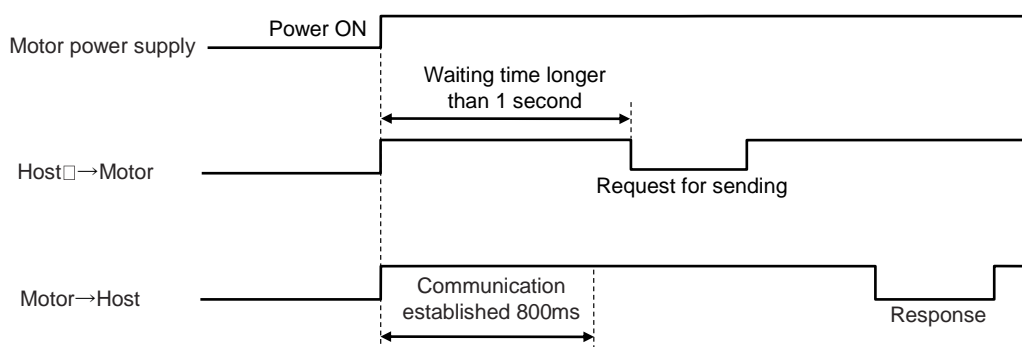 Power ON
Motor power supply
Waiting time longer
than 1 second
Host□→Motor
Request for sending
Motor→Host
Communication
established 800ms
Response